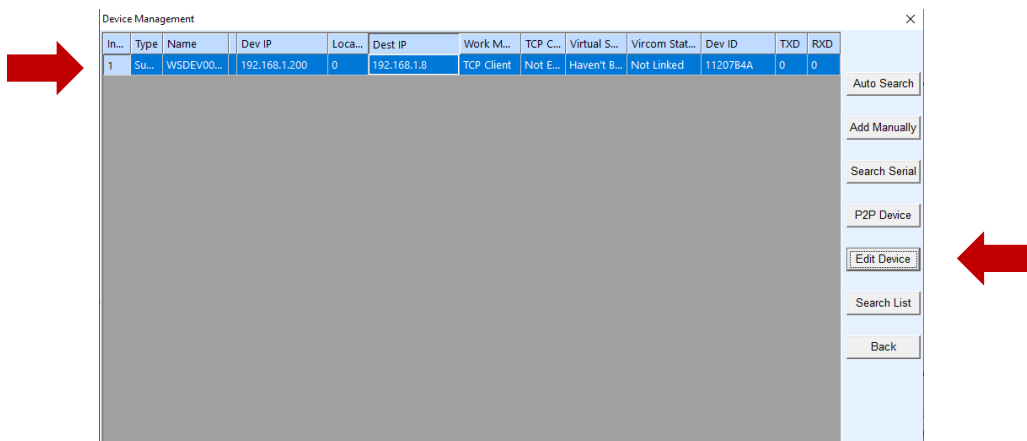 Device Management
In... Type Name Dev IP Loca... Dest IP Work M... TCP C... Virtual S... Vircom Stat... Dev ID TXD RXD
1 Su... WSDEV00... 192.168.1.200 0 192.168.1.8 TCP Client Not E... Haven't B... Not Linked 11207B4A 0 0
Auto Search
Add Manually
Search Serial
P2P Device
Edit Device
Search List
Back